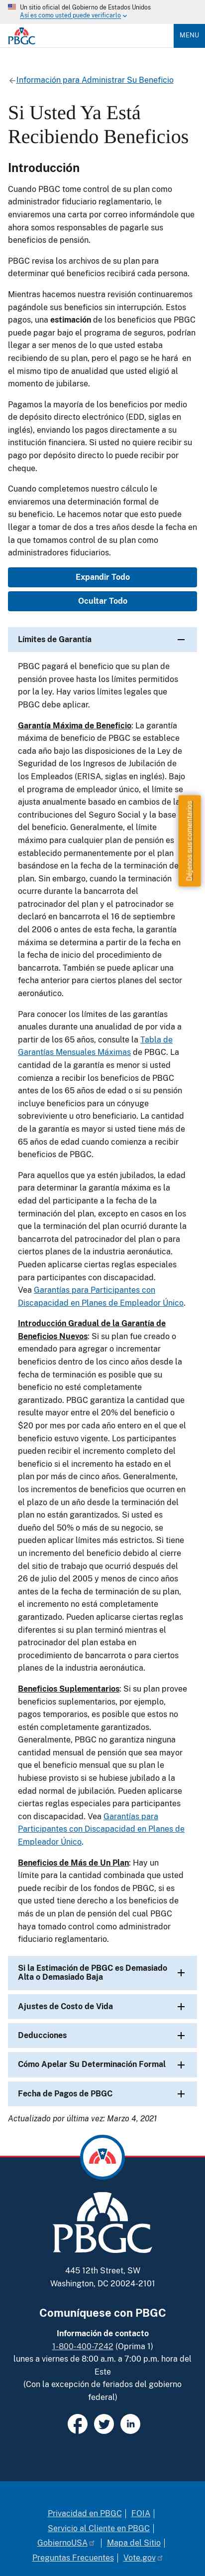 Un sitio oficial del Gobierno de Estados Unidos
Así es como usted puede verificarlo
PBGC
MENU
Información para Administrar Su Beneficio
Si Usted Ya Está
Recibiendo Beneficios
Introducción
Cuando PBGC tome control de su plan como
administrador fiduciario reglamentario, le
enviaremos una carta por correo informándole que
ahora somos responsables de pagarle sus
beneficios de pensión.
PBGC revisa los archivos de su plan para
determinar qué beneficios recibirá cada persona.
Mientras hacemos nuestra revisión continuaremos
pagándole sus beneficios sin interrupción. Estos
pagos, una estimación de los beneficios que PBGC
puede pagar bajo el programa de seguros, podrían
llegar a ser menos de lo que usted estaba
recibiendo de su plan, pero el pago se hará en
el mismo tipo de anualidad que usted eligió al
momento de jubilarse.
Pagamos la mayoría de los beneficios por medio
de depósito directo electrónico (EDD, siglas en
inglés), enviando los pagos directamente a su
institución financiera. Si usted no quiere recibir su
pago por depósito directo lo puede recibir por
cheque.
Cuando completemos nuestro cálculo le
enviaremos una determinación formal de
su beneficio. Le hacemos notar que esto puede
llegar a tomar de dos a tres años desde la fecha en
la cual PBGC tomó control de su plan como
administradores fiduciarios.
Expandir Todo
Ocultar Todo
Límites de Garantía
PBGC pagará el beneficio que su plan de
pensión provee hasta los límites permitidos
por la ley. Hay varios límites legales que
PBGC debe aplicar.
Garantía Máxima de Beneficio: La garantía
máxima de beneficio de PBGC se establece
cada año bajo las disposiciones de la Ley de
Seguridad de los Ingresos de Jubilación de
los Empleados (ERISA, siglas en inglés). Bajo
el programa de empleador único, el límite se
ajusta anualmente basado en cambios de la
contribuciones del Seguro Social y la base
del beneficio. Generalmente, el límite
máximo para cualquier plan de pensión
bajo este programa para los pensionados es
basándose en la fecha de la terminación del
plan. Sin embargo, cuando la terminación
ocurre durante la bancarrota del
patrocinador del plan, y el procesado se
declaró en bancarrota el 16 de septiembre
del 2006 o antes de esa fecha, la garantía
se determina a partir de la fecha en
la fecha de la declaración de
bancarrota. También se puede aplicar una
fecha anterior para ciertos planes del sector
aeronáutico.
Para conocer los límites de las garantías
anuales durante cada año de anualidad a
partir de los 65 años, consulte la Tabla de
Garantías Mensuales Máximas de PBGC. La
cantidad de la garantía es menor si usted
comienza a recibir los beneficios de PBGC
antes de los 65 años de edad o si su pensión
incluye beneficios para un cónyuge
sobreviviente u otro beneficiario. La cantidad
de la garantía es mayor si usted tiene más de
65 años de edad cuando comienza a recibir
beneficios de PBGC.
Para aquellos que ya estén jubilados, la edad
para determinar la garantía máxima es la
edad del participante a la fecha de la
terminación del plan, excepto en casos en los
cuales la terminación del plan ocurra durante
la bancarrota del patrocinador del plan o a
ciertos planes de la industria aeronáutica.
Pueden aplicarse ciertas reglas especiales
para participantes con discapacidad.
Vea Garantías para Participantes con
Discapacidad en Planes de Empleador Único.
Introducción Gradual de la Garantía de
Beneficios Nuevos: Si su plan fue creado o
enmendado para agregar o incrementar
beneficios dentro de los cinco años desde la
fecha en que terminó, es posible que su
beneficio no esté completamente
garantizado. PBGC garantiza la cantidad que
resulte mayor entre el 20% del beneficio o
$20 por mes por cada año entero en el que el
beneficio estuvo vigente. Los participantes
pueden recibir el incremento completo del
beneficio si el incremento ha estado en
efecto por cinco años enteros. Generalmente,
los incrementos en beneficios que ocurren en
el plazo de un año desde la terminación del
plan no están garantizados. Si usted es
dueño del 50% o más de su negocio, se
pueden aplicar límites más estrictos. Si tiene
un incremento en beneficio debido al cierre
de su sitio de trabajo que ocurrió después del
26 de julio del 2005 y menos de cinco años
antes de la fecha de terminación de su plan,
el incremento está completamente
garantizado. Pueden aplicarse ciertas reglas
diferentes si su plan terminó mientras el
patrocinador estaba en bancarrota o para
ciertos
planes de la industria aeronáutica.
Beneficios Suplementarios: Si su plan provee
beneficios suplementarios, por ejemplo,
pagos temporarios, es posible que estos no
estén completamente garantizados.
Generalmente, PBGC no garantiza ninguna
cantidad mensual de pensión que sea mayor
que el beneficio mensual que su plan le
hubiese provisto si se hubiese jubilado a la
edad normal de jubilación. Pueden aplicarse
ciertas reglas especiales para participantes
con discapacidad. Vea Garantías para
Participantes con Discapacidad en Planes de
Empleador Único.
Beneficios de Más de Un Plan: Hay un
límite para la cantidad combinada que usted
puede recibir de los fondos de PBGC, si es
que usted tiene derecho a los beneficios de
más de un plan de pensión del cual PBGC
haya tomado control como administrador
fiduciario reglamentario.
Si la Estimación de PBGC es Demasiado
Alta o Demasiado Baja
Ajustes de Costo de Vida
Deducciones
Cómo Apelar Su Determinación Formal
Fecha de Pagos de PBGC
Actualizado por última vez: Marzo 4, 2021
Déjenos sus comentarios
PBGC
445 12th Street, SW
Washington, DC 20024-2101
Comuníquese con PBGC
Información de contacto
1-800-400-7242 (Oprima 1)
lunes a viernes de 8:00 a.m. a 7:00 p.m. hora del
Este
(Con la excepción de feriados del gobierno
federal)
Privacidad en PBGC | FOIA |
Servicio al Cliente en PBGC |
GobiernoUSA | Mapa del Sitio |
Preguntas Frecuentes | Vote.gov